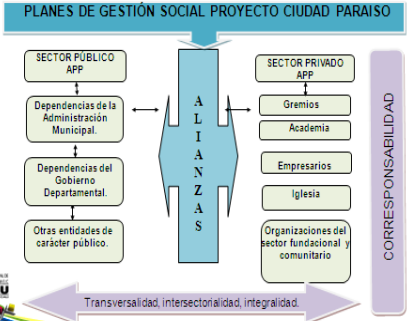 PLANES DE GESTIÓN SOCIAL PROYECTO CIUDAD PARAISO
SECTOR PÚBLICO
APP
Dependencias de la
Administración
Municipal.
Dependencias del
Gobierno
Departamental.
Otras entidades de
carácter público.
ALIANZAS
SECTOR PRIVADO
APP
Gremios
Academia
Empresarios
Iglesia
Organizaciones del
sector fundacional y
comunitario
CORRESPONSABILIDAD
Transversalidad, intersectorialidad, integralidad.